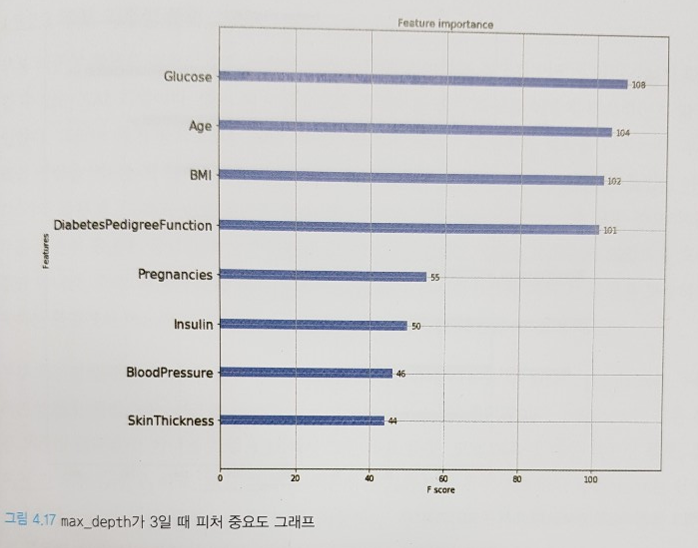 Feature importance
Glucose 108
Age 104
BMI 102
DiabetesPedigreeFunction 101
Features
Pregnancies 55
Insulin 50
BloodPressure 46
SkinThickness 44
0 20 40 60 80 100
F score
그림 4.17 max_depth가 3일 때 피처 중요도 그래프